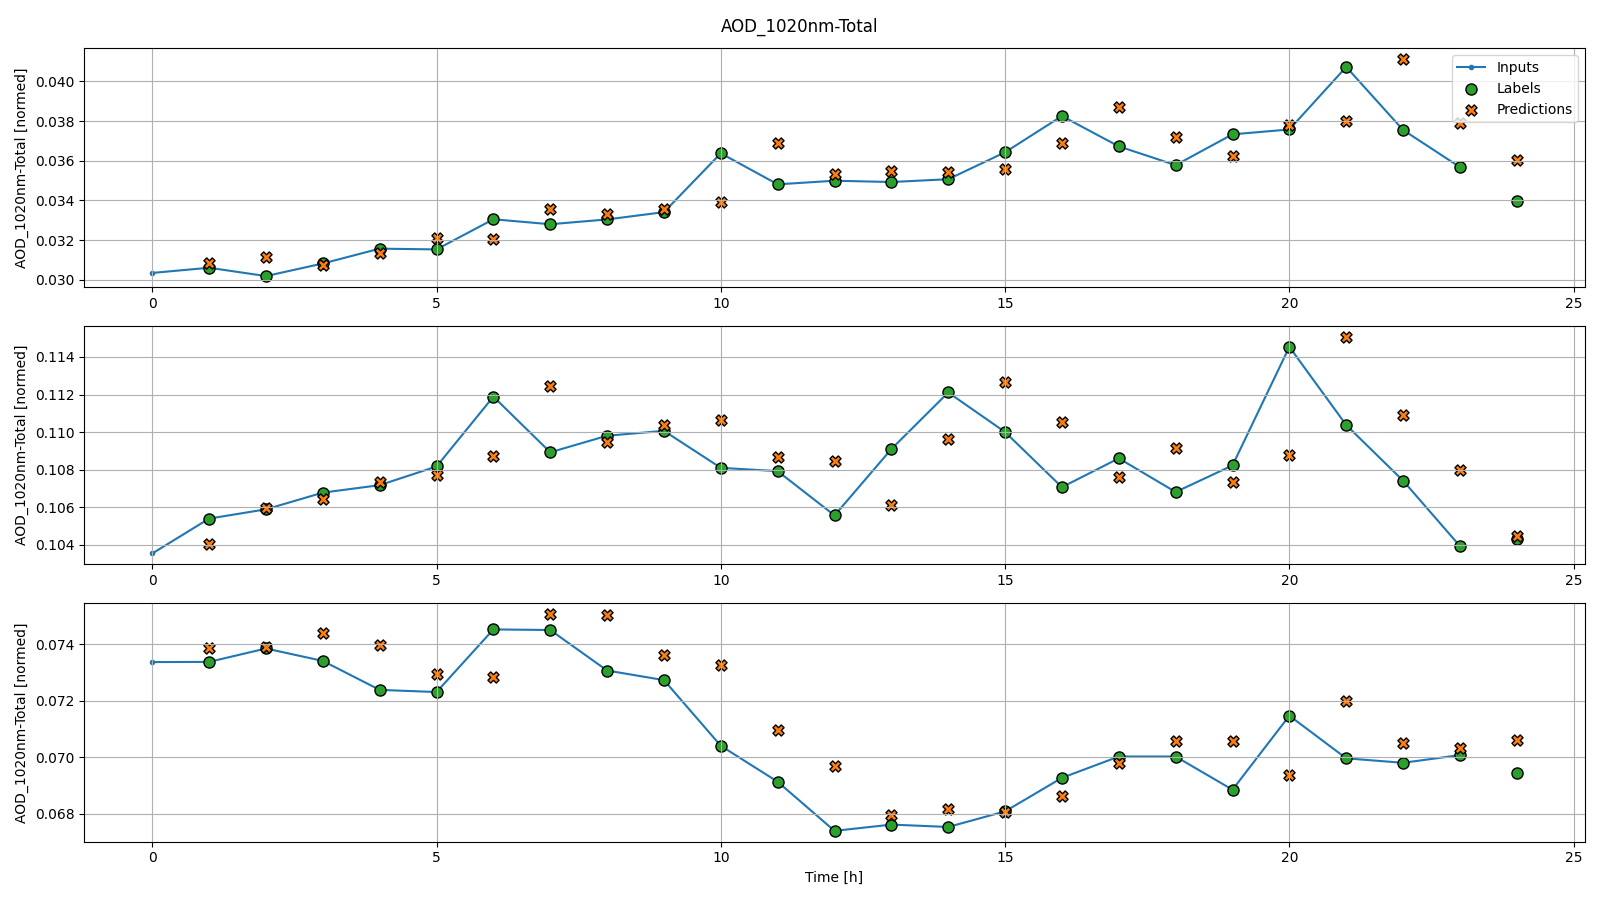 AOD_1020nm-Total
AOD_1020nm-Total [normed]
0.040
0.038
0.036
0.034
0.032
0.030
Inputs
Labels
Predictions
0 5 10 15 20 25
AOD_1020nm-Total [normed]
0.114
0.112
0.110
0.108
0.106
0.104
0 5 10 15 20 25
AOD_1020nm-Total [normed]
0.074
0.072
0.070
0.068
0 5 10 15 20 25
Time [h]